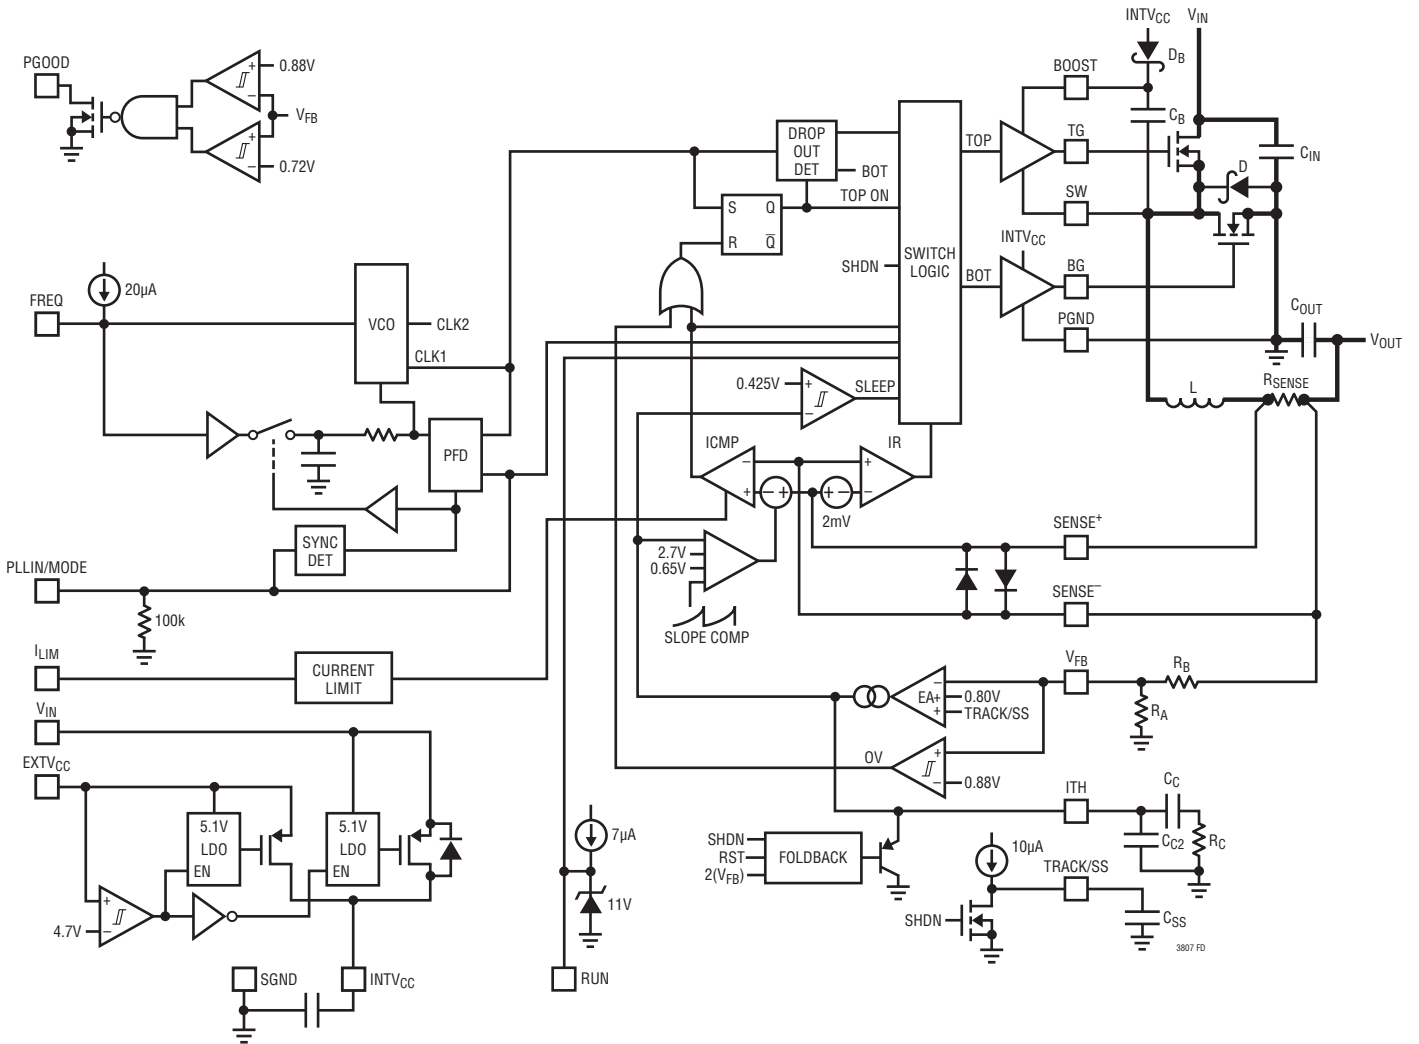 PGOOD
0.88V
VFB
0.72V
INTVCC
VIN
DB
BOOST
CB
TG
CIN
D
SW
TOP
DROP
OUT
DET
BOT
TOP ON
S
Q
R
Q̅
SHDN
SWITCH
LOGIC
INTVCC
BOT
BG
PGND
COUT
VOUT
L
RSENSE
FREQ
20µA
VCO
CLK2
CLK1
0.425V
+
–
SLEEP
PFD
ICMP
IR
–
+
– +
+ –
+
–
2mV
SYNC
DET
PLLIN/MODE
100k
2.7V
0.65V
SLOPE COMP
SENSE+
SENSE–
ILIM
CURRENT
LIMIT
VFB
RB
RA
–
EA+
+
0.80V
TRACK/SS
OV
+
–
0.88V
VIN
EXTVCC
5.1V
LDO
EN
5.1V
LDO
EN
+
–
4.7V
SGND
INTVCC
7µA
11V
RUN
ITH
CC
CC2
RC
SHDN
RST
2(VFB)
FOLDBACK
10µA
TRACK/SS
SHDN
CSS
3807 FD